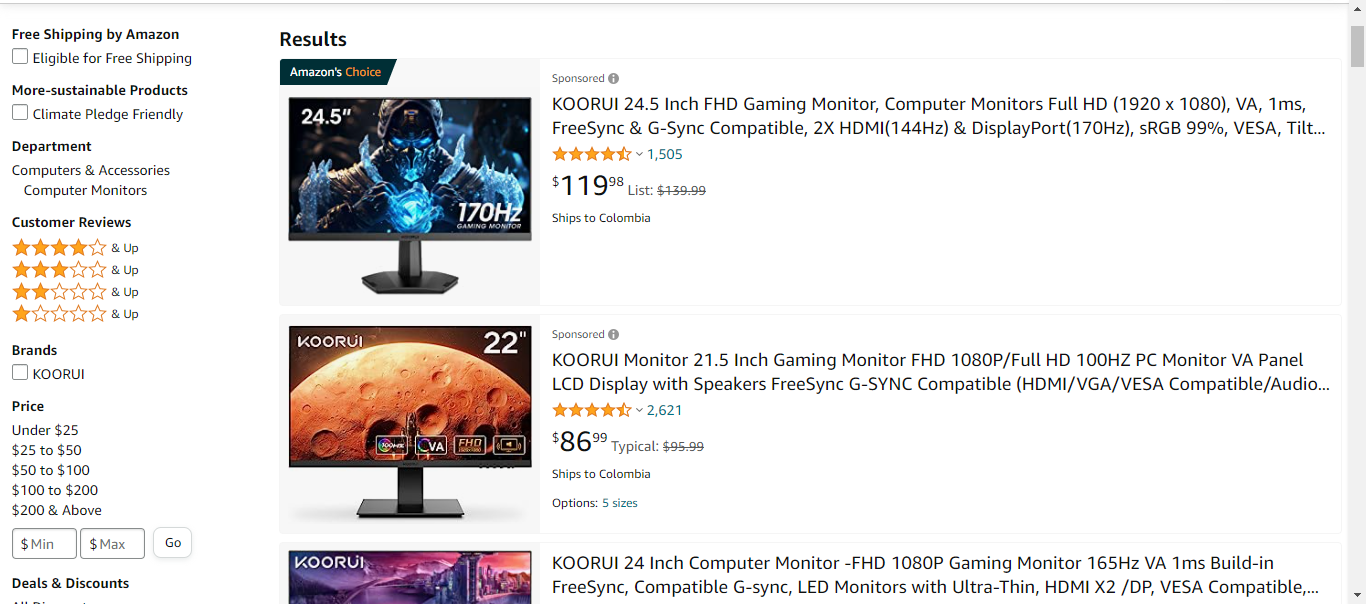 Free Shipping by Amazon
Eligible for Free Shipping
More-sustainable Products
Climate Pledge Friendly
Department
Computers & Accessories
Computer Monitors
Customer Reviews
& Up
& Up
& Up
& Up
Brands
KOORUI
Price
Under $25
$25 to $50
$50 to $100
$100 to $200
$200 & Above
$ Min
$ Max
Go
Deals & Discounts
Results
Amazon's Choice
24.5"
170Hz
GAMING MONITOR
Sponsored
KOORUI 24.5 Inch FHD Gaming Monitor, Computer Monitors Full HD (1920 x 1080), VA, 1ms,
FreeSync & G-Sync Compatible, 2X HDMI(144Hz) & DisplayPort(170Hz), sRGB 99%, VESA, Tilt...
1,505
$119.98 List: $139.99
Ships to Colombia
KOORUI
22"
100HZ
VA
FHD
Sponsored
KOORUI Monitor 21.5 Inch Gaming Monitor FHD 1080P/Full HD 100HZ PC Monitor VA Panel
LCD Display with Speakers FreeSync G-SYNC Compatible (HDMI/VGA/VESA Compatible/Audio...
2,621
$86.99 Typical: $95.99
Ships to Colombia
Options: 5 sizes
KOORUI
KOORUI 24 Inch Computer Monitor -FHD 1080P Gaming Monitor 165Hz VA 1ms Build-in
FreeSync, Compatible G-sync, LED Monitors with Ultra-Thin, HDMI X2 /DP, VESA Compatible,...